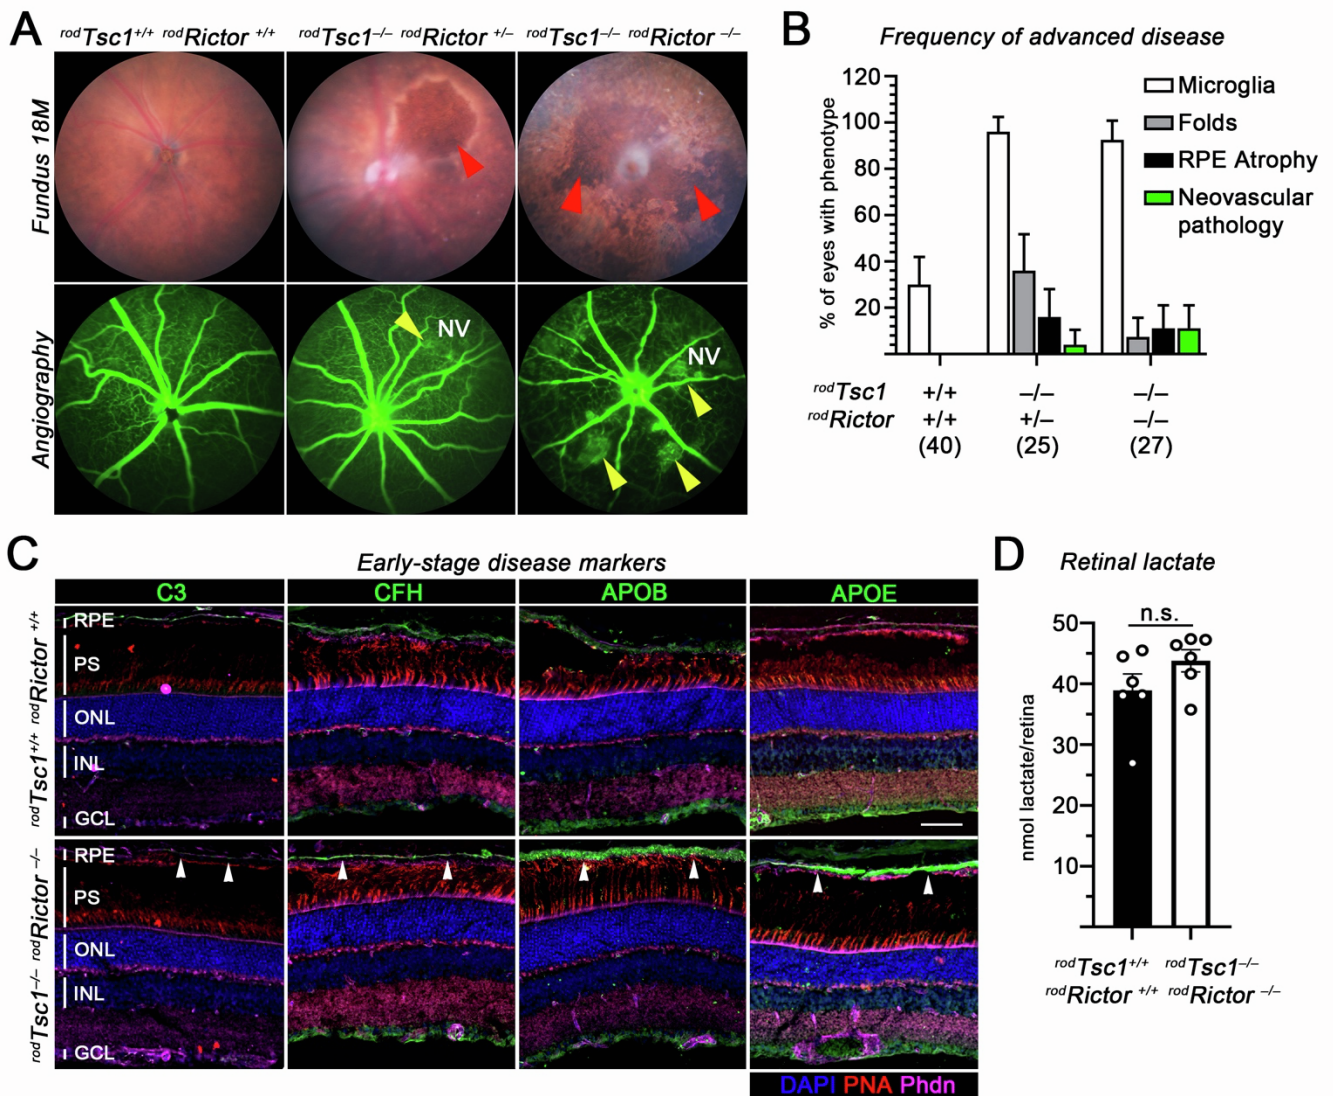 A
rodTsc1+/+ rodRictor +/+
rodTsc1–/– rodRictor +/–
rodTsc1–/– rodRictor –/–
Fundus 18M
Angiography
NV
NV
B
Frequency of advanced disease
% of eyes with phenotype
120
100
80
60
40
20
Microglia
Folds
RPE Atrophy
Neovascular
pathology
rodTsc1 +/+ –/– –/–
rodRictor +/+ +/– –/–
(40) (25) (27)
C
Early-stage disease markers
C3 CFH APOB APOE
rodTsc1+/+ rodRictor +/+
RPE
PS
ONL
INL
GCL
rodTsc1–/– rodRictor –/–
RPE
PS
ONL
INL
GCL
DAPI PNA Phdn
D
Retinal lactate
n.s.
nmol lactate/retina
50
40
30
20
10
rodTsc1+/+ rodTsc1–/–
rodRictor +/+ rodRictor –/–